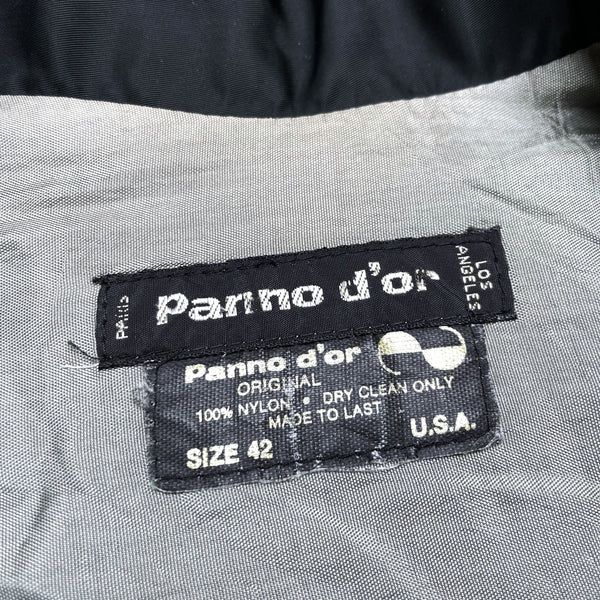 PARIS
Panno d'or
LOS
ANGELES
Panno d'or
ORIGINAL
100% NYLON • DRY CLEAN ONLY
MADE TO LAST
SIZE 42
U.S.A.